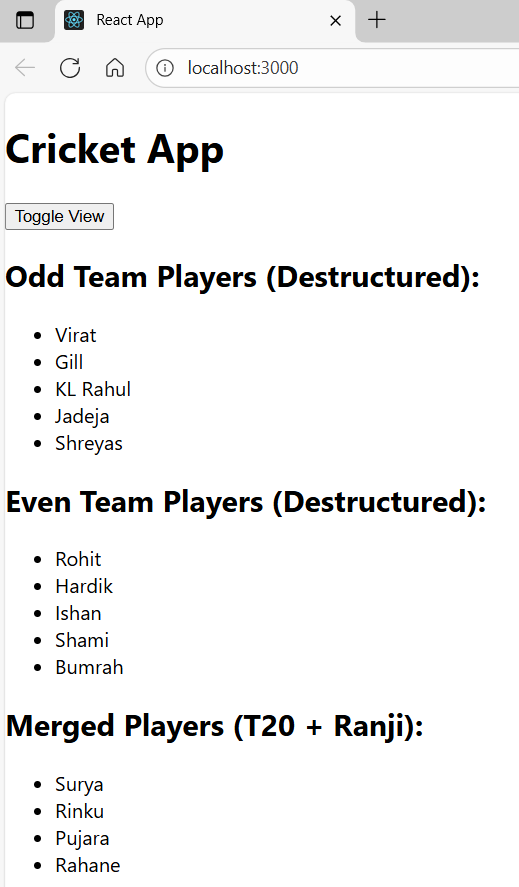 React App
localhost:3000
Cricket App
Toggle View
Odd Team Players (Destructured):
Virat
Gill
KL Rahul
Jadeja
Shreyas
Even Team Players (Destructured):
Rohit
Hardik
Ishan
Shami
Bumrah
Merged Players (T20 + Ranji):
Surya
Rinku
Pujara
Rahane